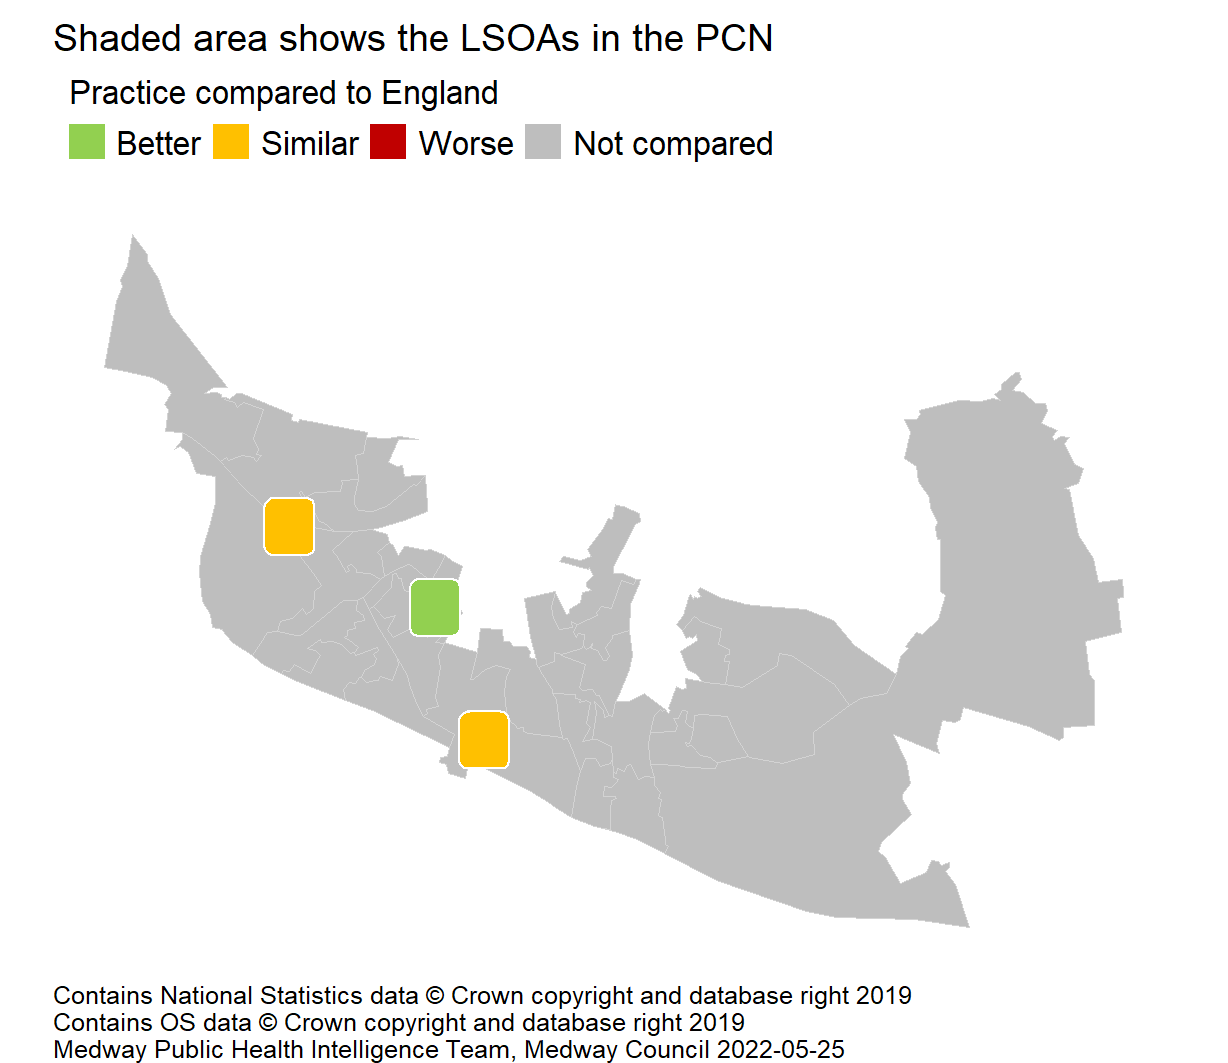 Shaded area shows the LSOAs in the PCN
Practice compared to England
Better Similar Worse Not compared
Contains National Statistics data © Crown copyright and database right 2019
Contains OS data © Crown copyright and database right 2019
Medway Public Health Intelligence Team, Medway Council 2022-05-25